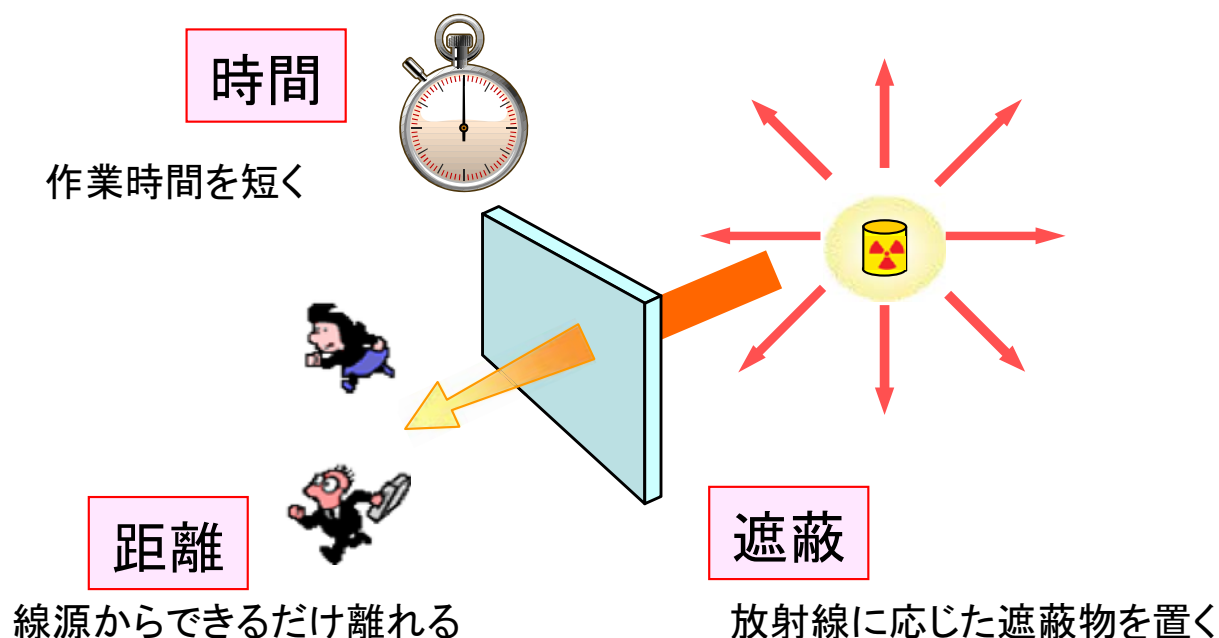 時間
作業時間を短く
距離
線源からできるだけ離れる
遮蔽
放射線に応じた遮蔽物を置く